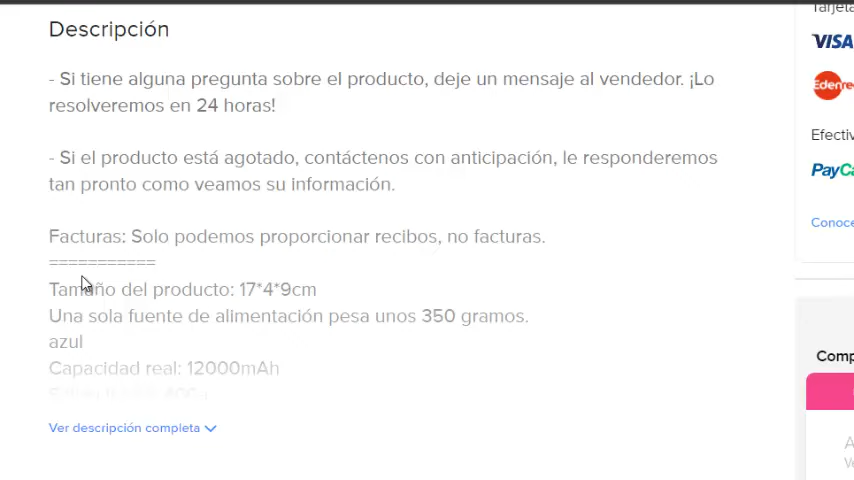 Descripción
Tarjeta
VISA
- Si tiene alguna pregunta sobre el producto, deje un mensaje al vendedor. ¡Lo
resolveremos en 24 horas!
Edenre
- Si el producto está agotado, contáctenos con anticipación, le responderemos
tan pronto como veamos su información.
Efectiv
PayCa
Conoce
Facturas: Solo podemos proporcionar recibos, no facturas.
===========
Tamaño del producto: 17*4*9cm
Una sola fuente de alimentación pesa unos 350 gramos.
azul
Capacidad real: 12000mAh
Comp
Ver descripción completa